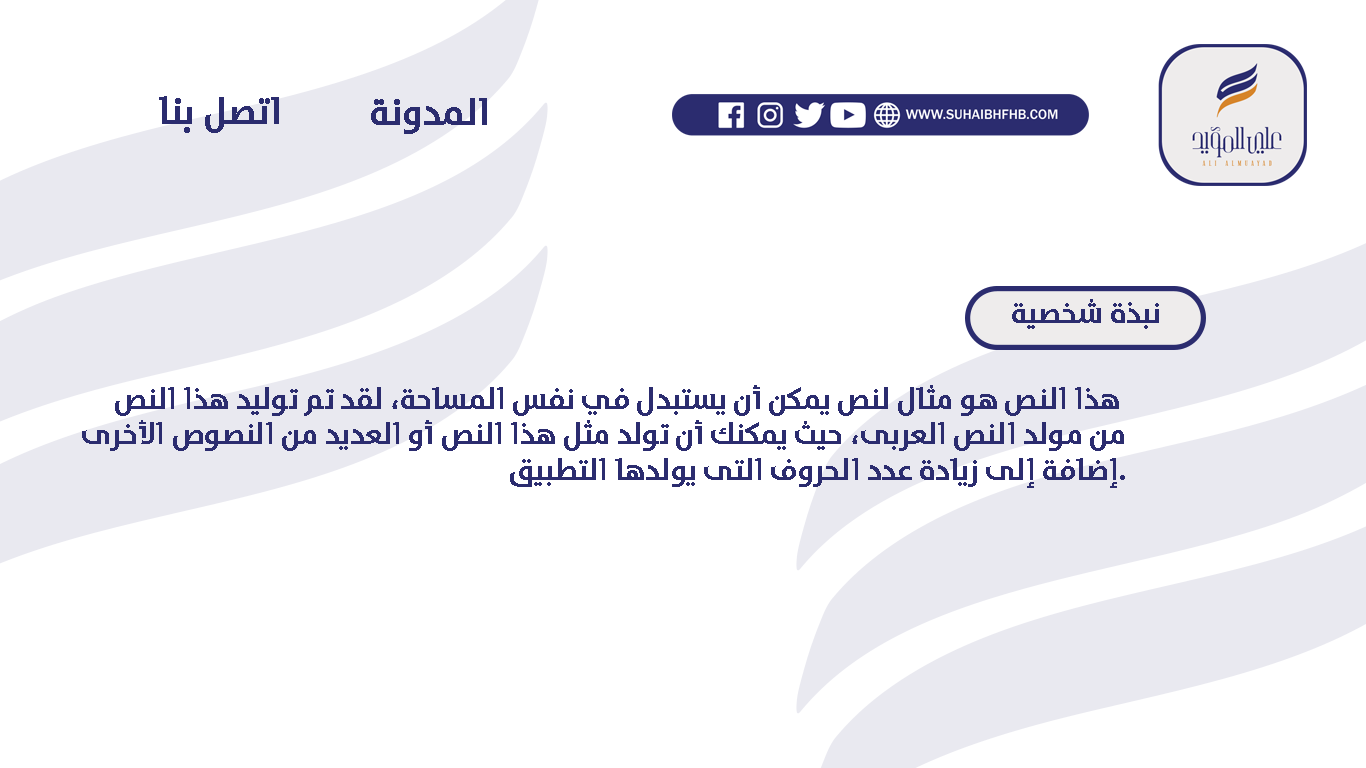 علي المؤيد
ALI ALMUAYAD
WWW.SUHAIBHFHB.COM
المدونة
اتصل بنا
نبذة شخصية
هذا النص هو مثال لنص يمكن أن يستبدل في نفس المساحة، لقد تم توليد هذا النص
من مولد النص العربى، حيث يمكنك أن تولد مثل هذا النص أو العديد من النصوص الأخرى
إضافة إلى زيادة عدد الحروف التى يولدها التطبيق.